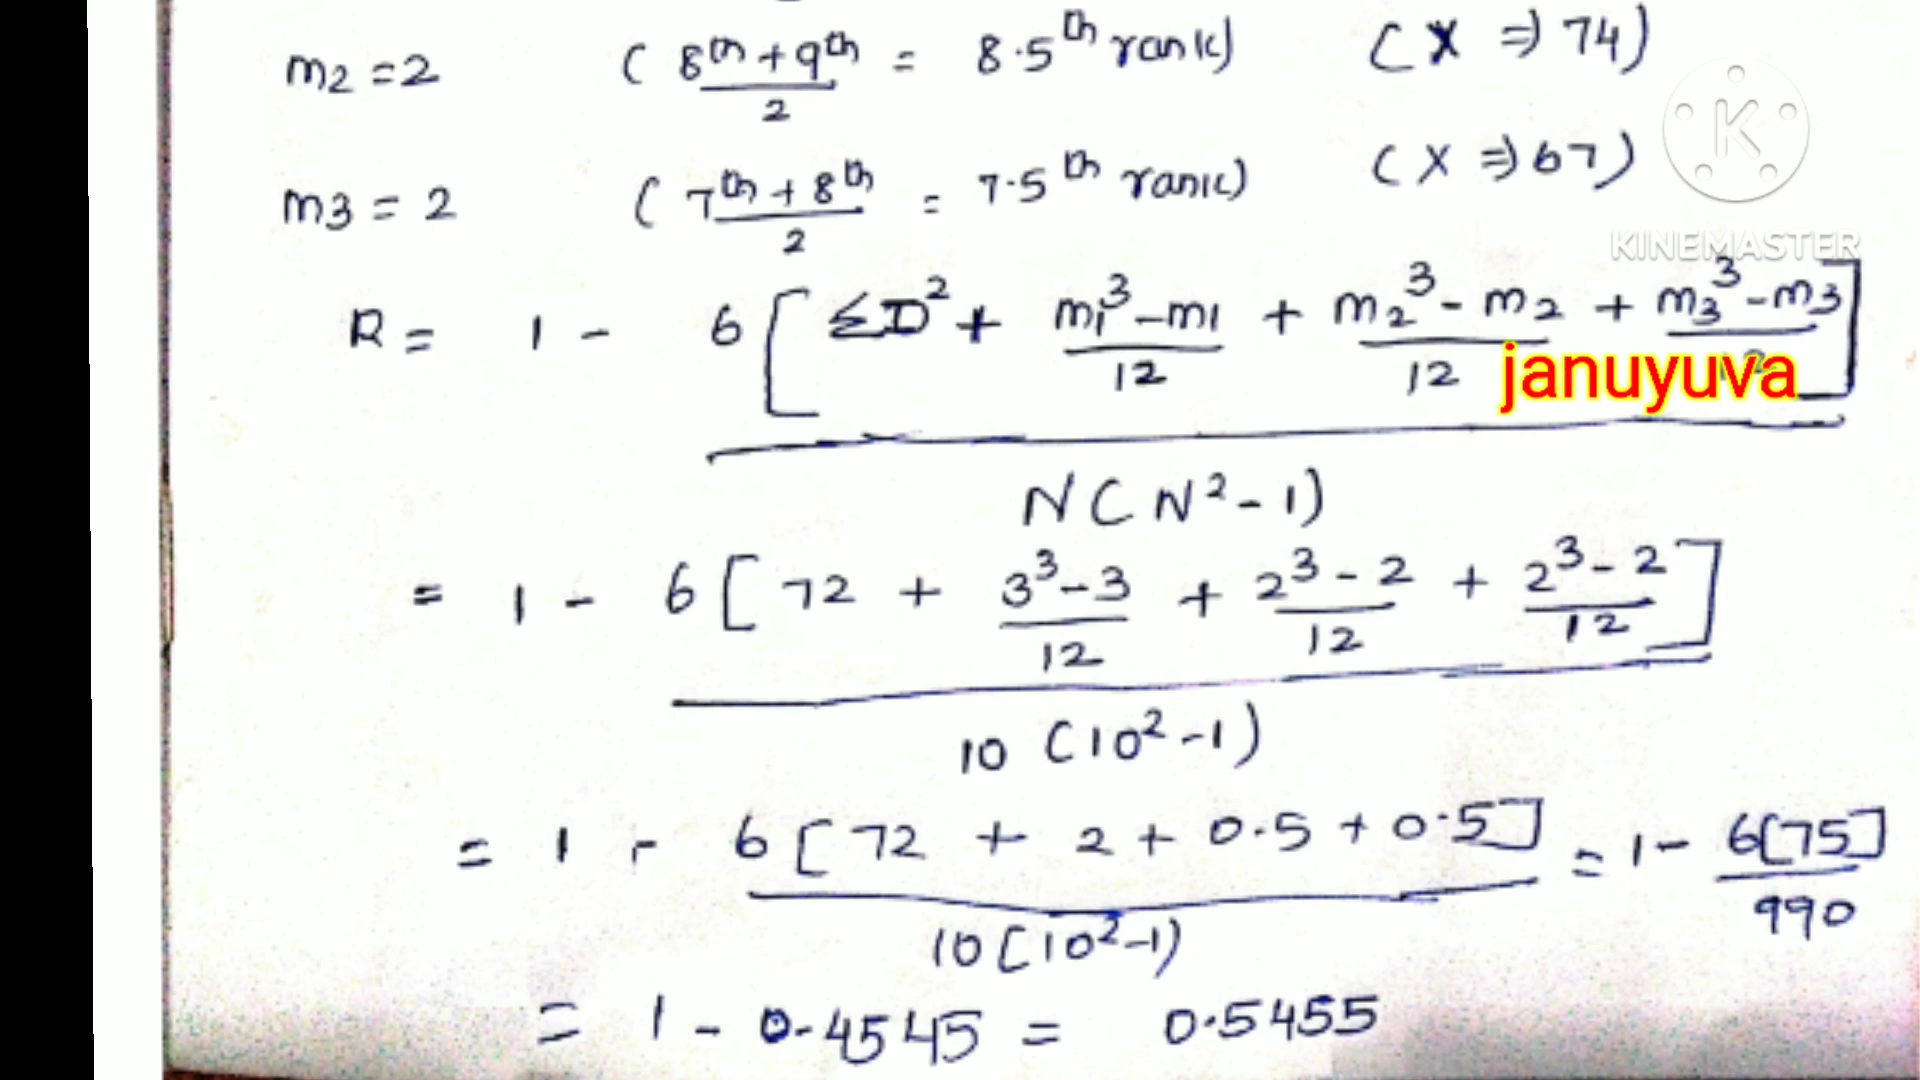 m2 = 2 ( 8th + 9th / 2 = 8.5th rank) (X ⇒ 74)
m3 = 2 ( 7th + 8th / 2 = 7.5th rank) (X ⇒ 67)
K
KINEMASTER
R = 1 - 6 [ ΣD² + m1³ - m1 / 12 + m2³ - m2 / 12 + m3³ - m3 ]
januyuva
N(N² - 1)
= 1 - 6 [ 72 + 3³ - 3 / 12 + 2³ - 2 / 12 + 2³ - 2 / 12 ]
10 (10² - 1)
= 1 - 6 [ 72 + 2 + 0.5 + 0.5 ] = 1 - 6[75] / 990
10 [10² - 1)
= 1 - 0.4545 = 0.5455